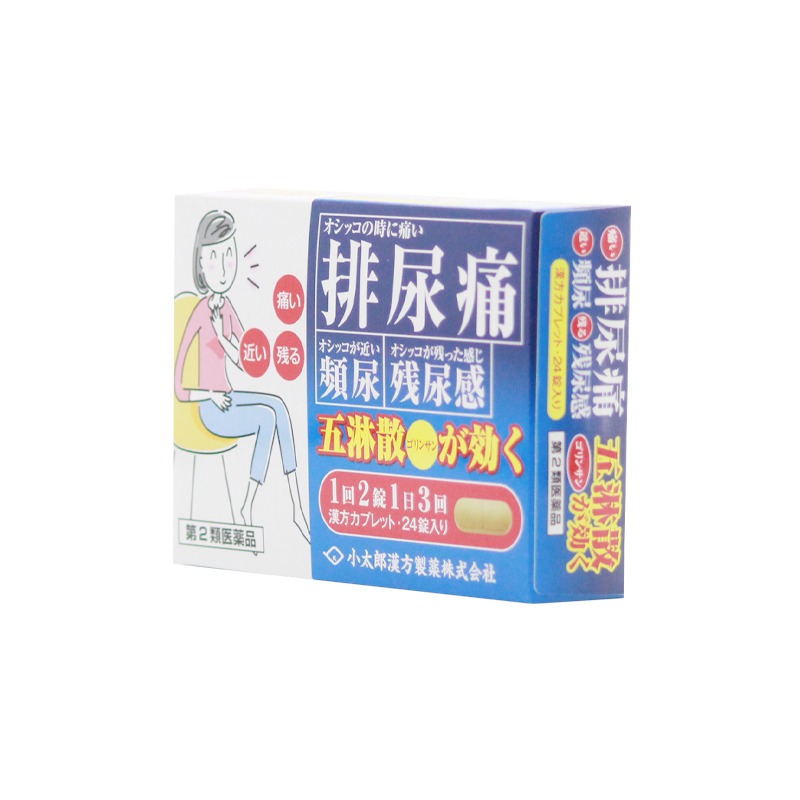 オシッコの時に痛い
排尿痛
オシッコが近い
頻尿
オシッコが残った感じ
残尿感
痛い
近い
残る
五淋散
ゴリンサン
が効く
1回2錠1日3回
漢方カプレット・24錠入り
第2類医薬品
小太郎漢方製薬株式会社
痛い
排尿痛
近い
頻尿
残る
残尿感
漢方カプレット・24錠入り
五淋散
ゴリンサン
が効く
第2類医薬品